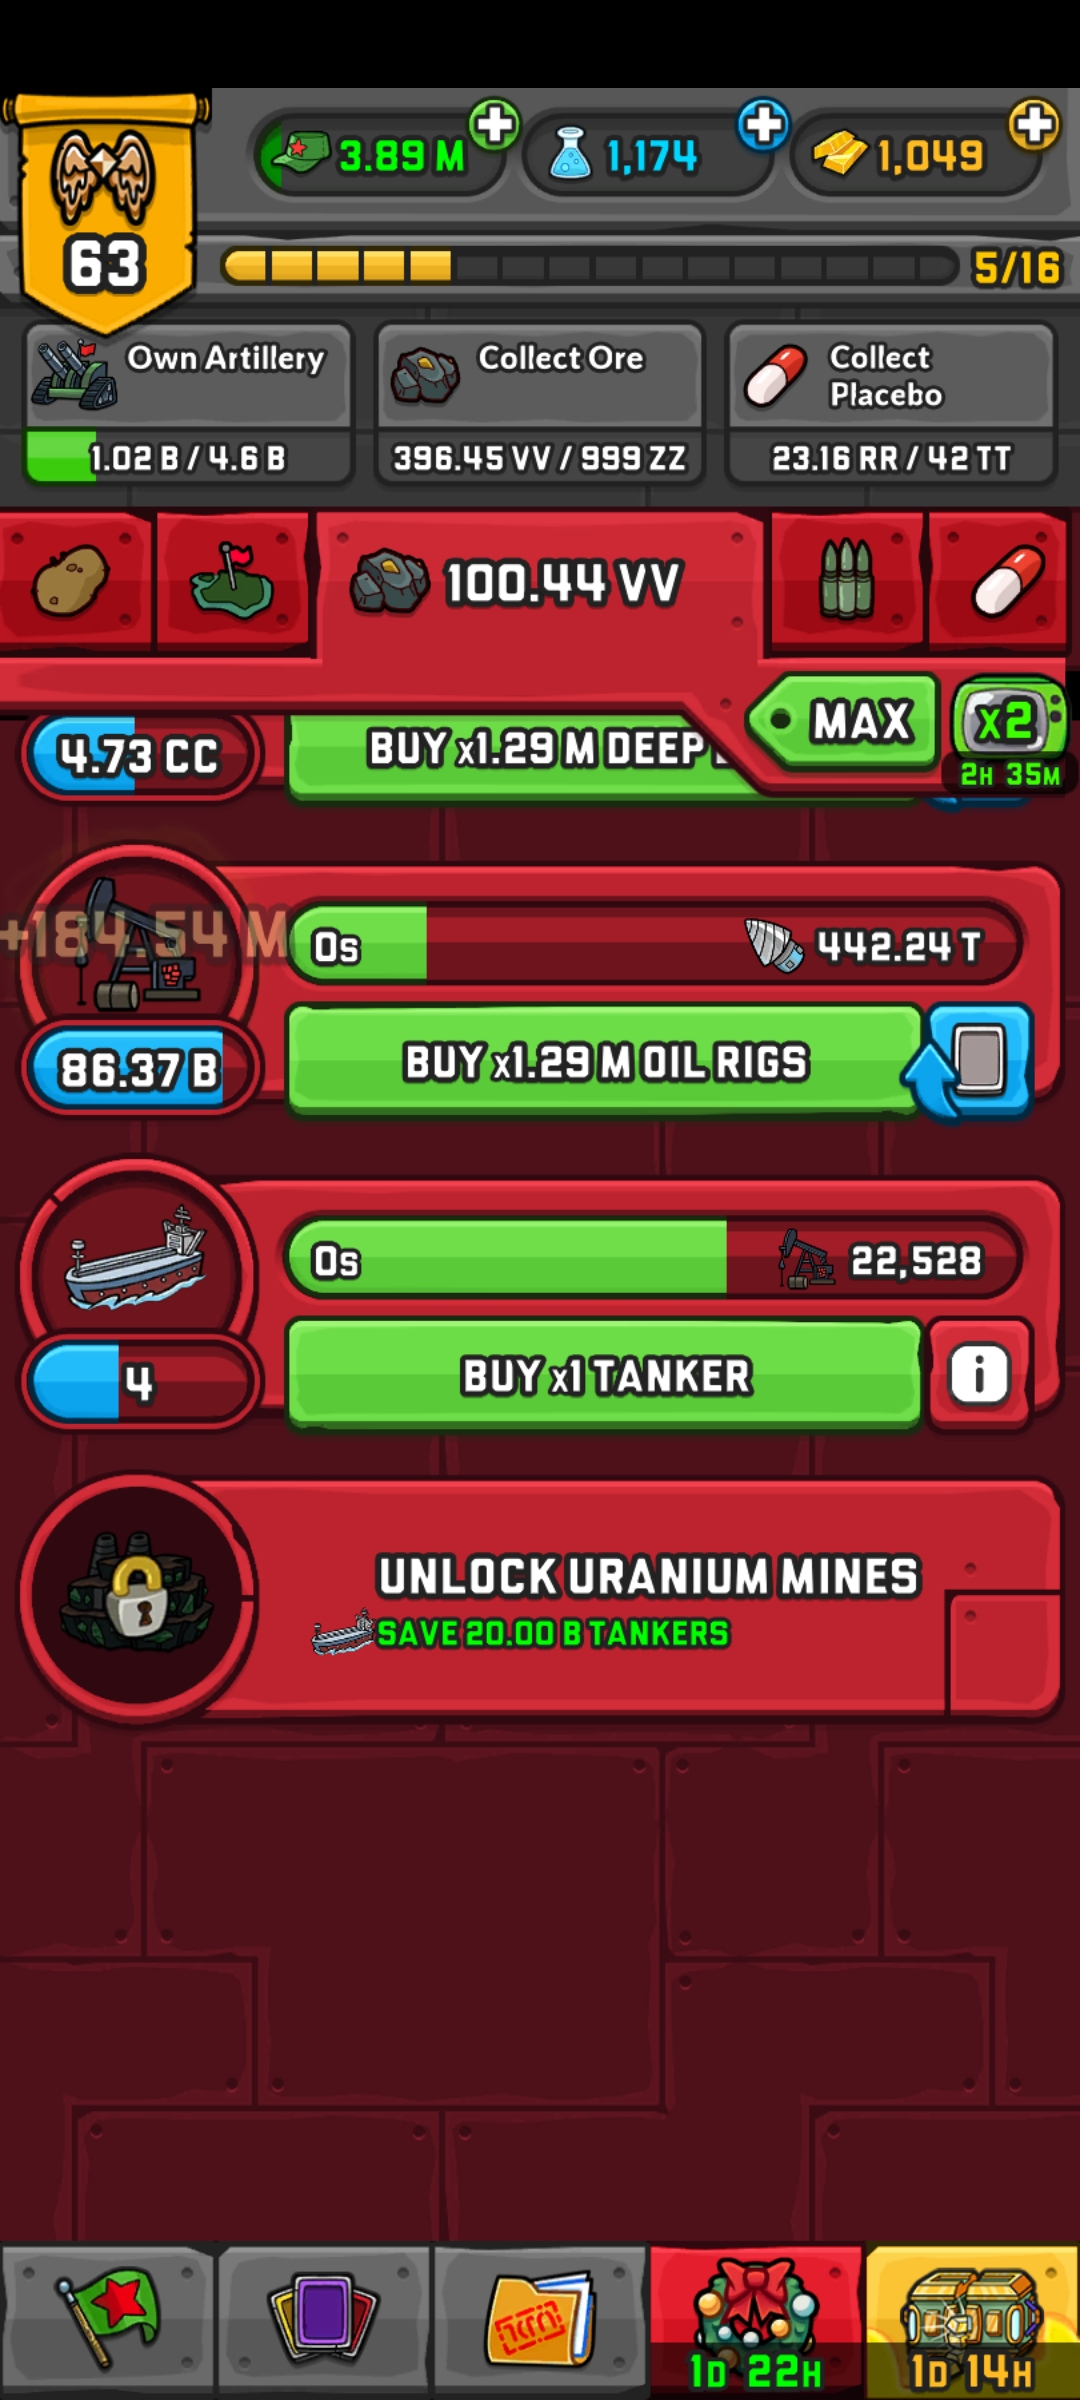 3.89 M
1,174
1,049
63
5/16
Own Artillery
1.02 B / 4.6 B
Collect Ore
396.45 VV / 999 ZZ
Collect
Placebo
23.16 RR / 42 TT
100.44 VV
MAX
x2
2H 35M
4.73 CC
BUY x1.29 M DEEP
+184.54 M
0s
442.24 T
86.37 B
BUY x1.29 M OIL RIGS
0s
22,528
4
BUY x1 TANKER
i
UNLOCK URANIUM MINES
SAVE 20.00 B TANKERS
1D 22H
1D 14H